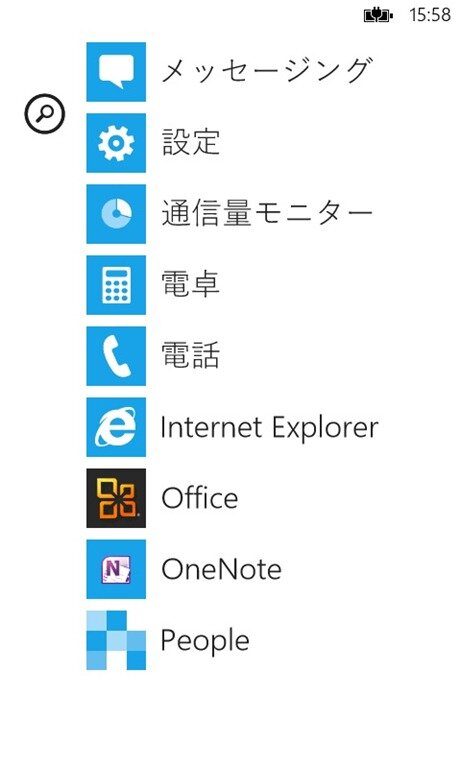 15:58
メッセージング
設定
通信量モニター
電卓
電話
Internet Explorer
Office
OneNote
People